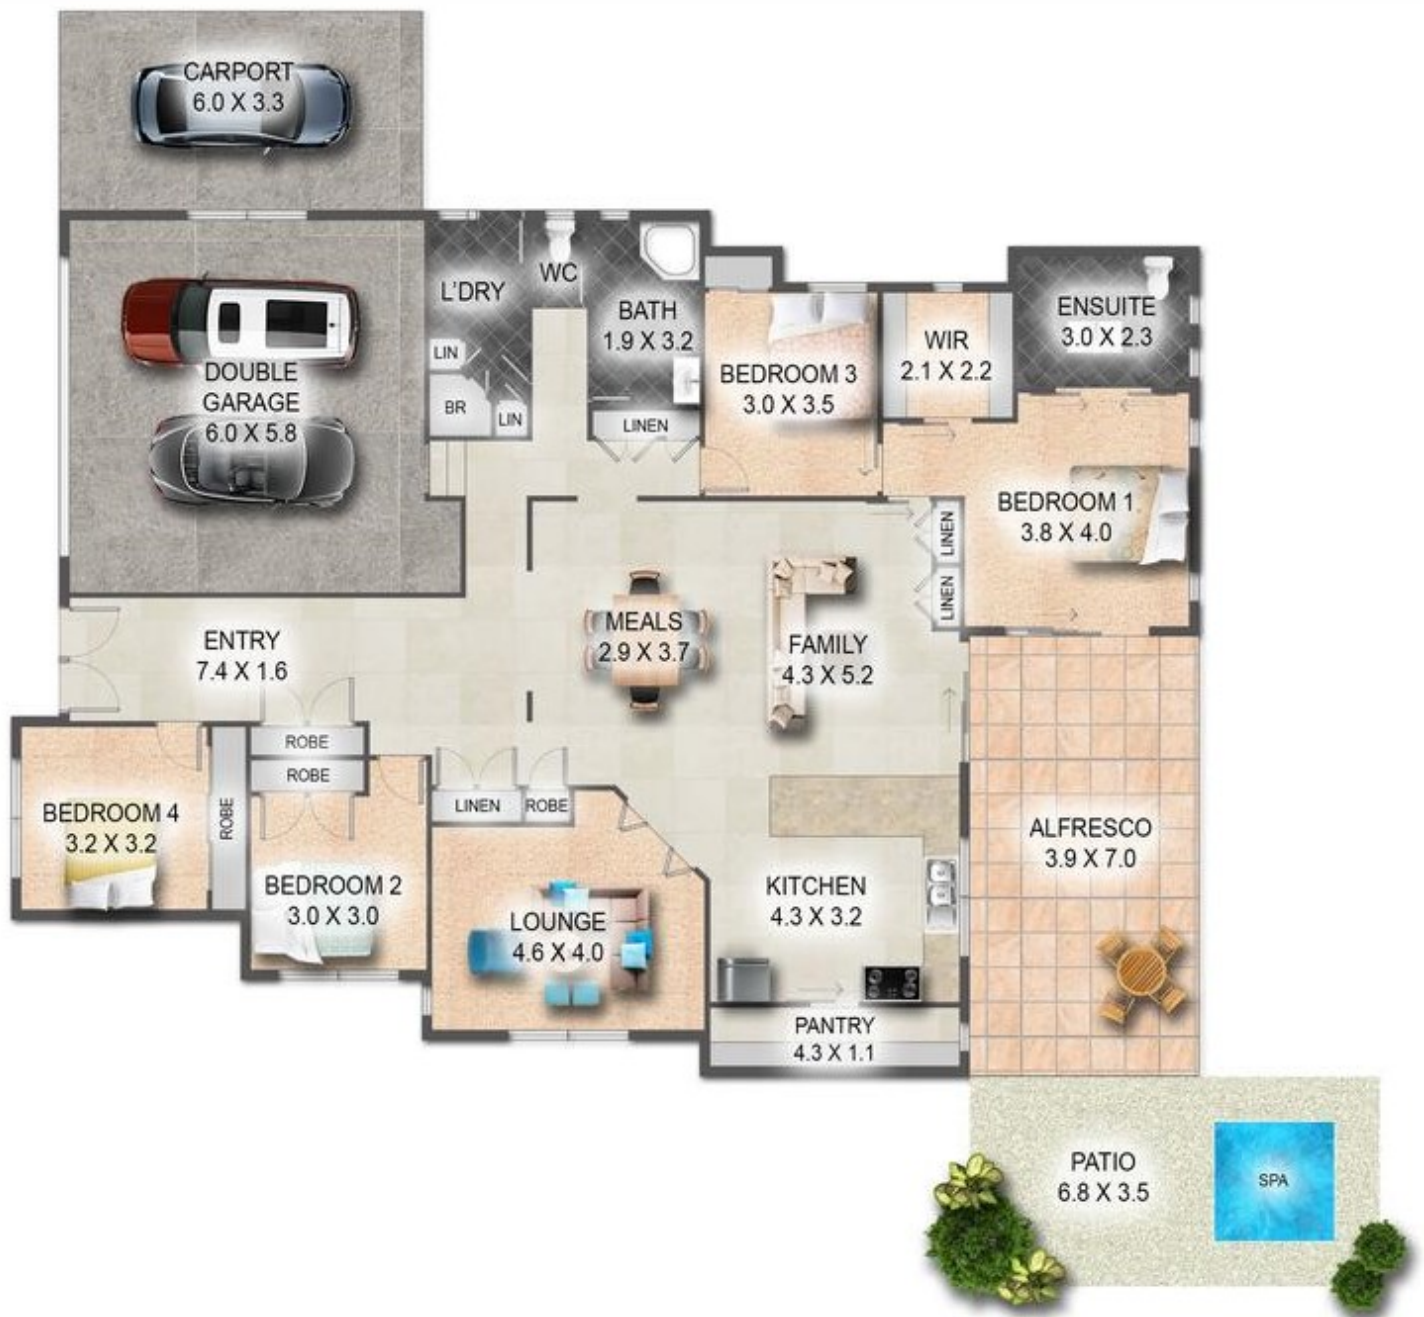 CARPORT
6.0 X 3.3
L'DRY
WC
BATH
1.9 X 3.2
ENSUITE
3.0 X 2.3
WIR
2.1 X 2.2
BEDROOM 3
3.0 X 3.5
DOUBLE
GARAGE
6.0 X 5.8
LIN
BR
LIN
LINEN
BEDROOM 1
3.8 X 4.0
LINEN
LINEN
ENTRY
7.4 X 1.6
MEALS
2.9 X 3.7
FAMILY
4.3 X 5.2
ROBE
ROBE
ROBE
LINEN
ROBE
BEDROOM 4
3.2 X 3.2
BEDROOM 2
3.0 X 3.0
LOUNGE
4.6 X 4.0
KITCHEN
4.3 X 3.2
ALFRESCO
3.9 X 7.0
PANTRY
4.3 X 1.1
PATIO
6.8 X 3.5
SPA